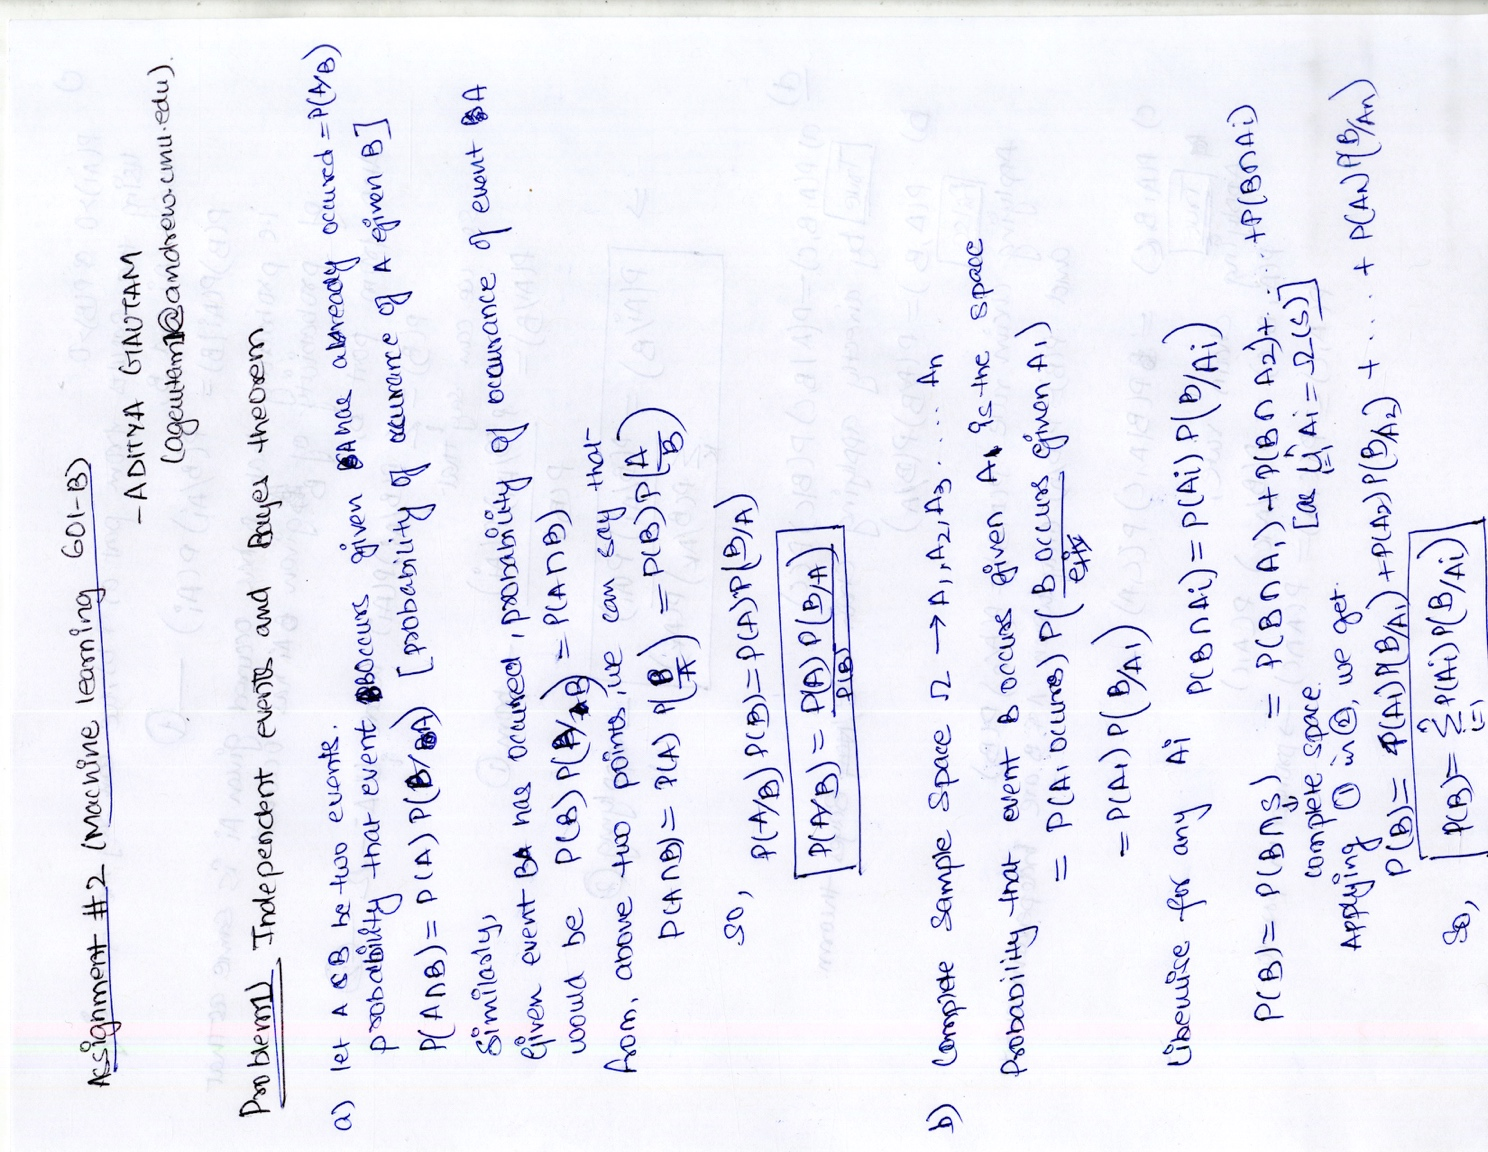 Assignment #2 (Machine learning 601-B)
- ADITYA GAUTAM
(agautam1@andrew.cmu.edu).
Problem1 Independent events and Bayes theorem
a) let A & B be two events.
probability that event B occurs given A has already occured = P(A/B)
P(A∩B) = P(A) P(B/A) [probability of occurance of A given B]
Similarly,
Given event A has occured, probability of occurance of event A
would be P(B) P(A/B) = P(A∩B)
from, above two points, we can say that
P(A∩B) = P(A) P(B/A) = P(B) P(A/B)
So, P(A/B) P(B) = P(A) P(B/A)
P(A/B) = P(A) P(B/A) / P(B)
b) Complete Sample Space Ω → A1, A2, A3 ..... An
Probability that event B occurs given A1 is the space
= P(A1 occurs) P(B occurs given A1)
= P(A1) P(B/A1)
Likewise for any Ai P(B∩Ai) = P(Ai) P(B/Ai)
P(B) = P(B∩S) = P(B∩A1) + P(B∩A2) + .. + P(B∩Ai)
complete space. [as ∪ i=1 n Ai = Ω(S)]
Applying ① in ②, we get.
P(B) = P(A1) P(B/A1) + P(A2) P(B/A2) + ... + P(An) P(B/An)
So, P(B) = Σ i=1 n P(Ai) P(B/Ai)